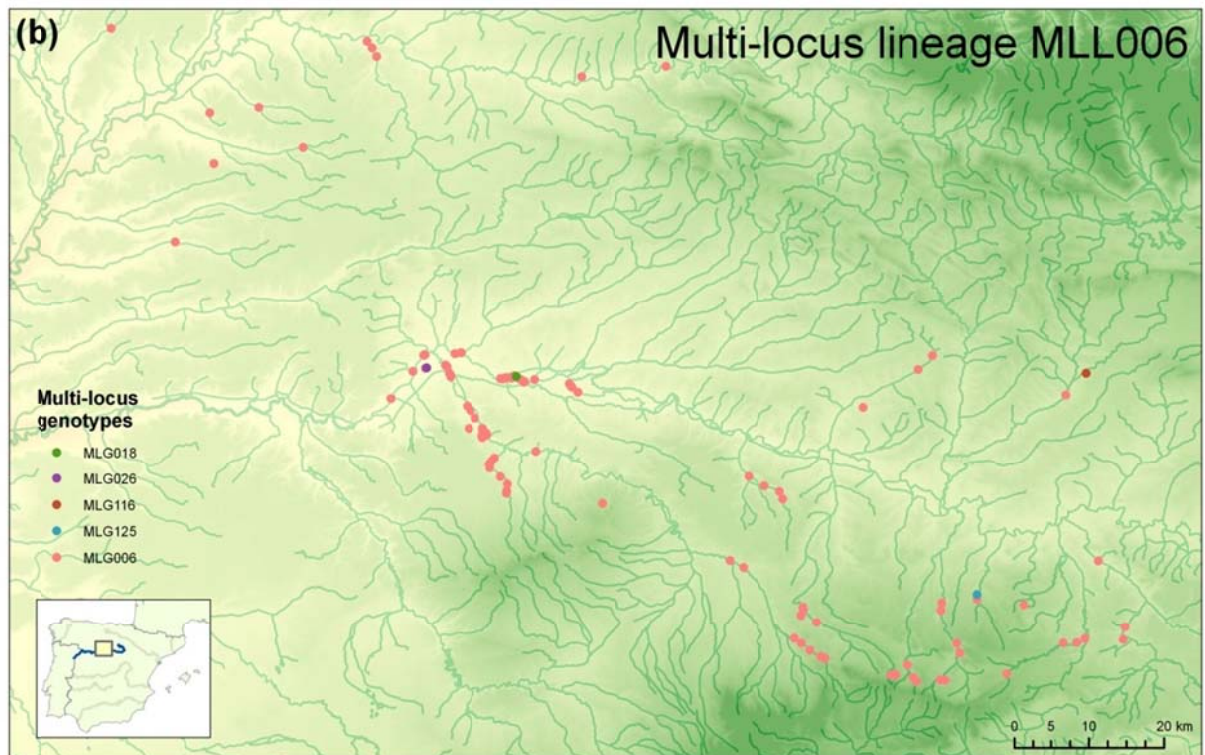 (b)
Multi-locus lineage MLL006
Multi-locus
genotypes
MLG018
MLG026
MLG116
MLG125
MLG006
0 5 10 20 km